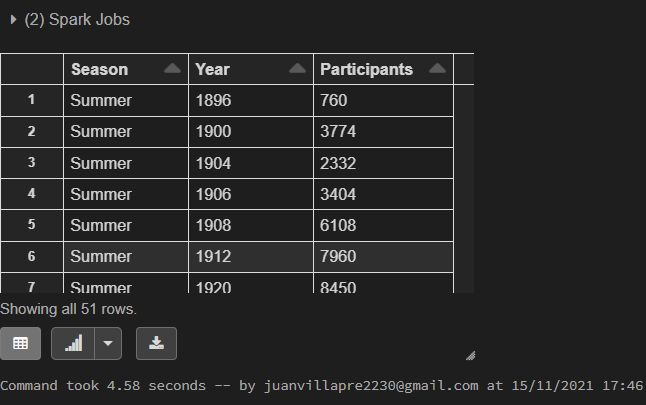 (2) Spark Jobs
Season Year Participants
1 Summer 1896 760
2 Summer 1900 3774
3 Summer 1904 2332
4 Summer 1906 3404
5 Summer 1908 6108
6 Summer 1912 7960
7 Summer 1920 8450
Showing all 51 rows.
Command took 4.58 seconds -- by juanvillapre2230@gmail.com at 15/11/2021 17:46